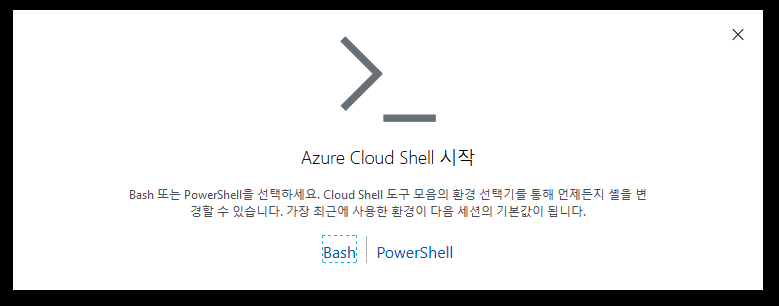 Azure Cloud Shell 시작
Bash 또는 PowerShell을 선택하세요. Cloud Shell 도구 모음의 환경 선택기를 통해 언제든지 셸을 변
경할 수 있습니다. 가장 최근에 사용한 환경이 다음 세션의 기본값이 됩니다.
Bash PowerShell